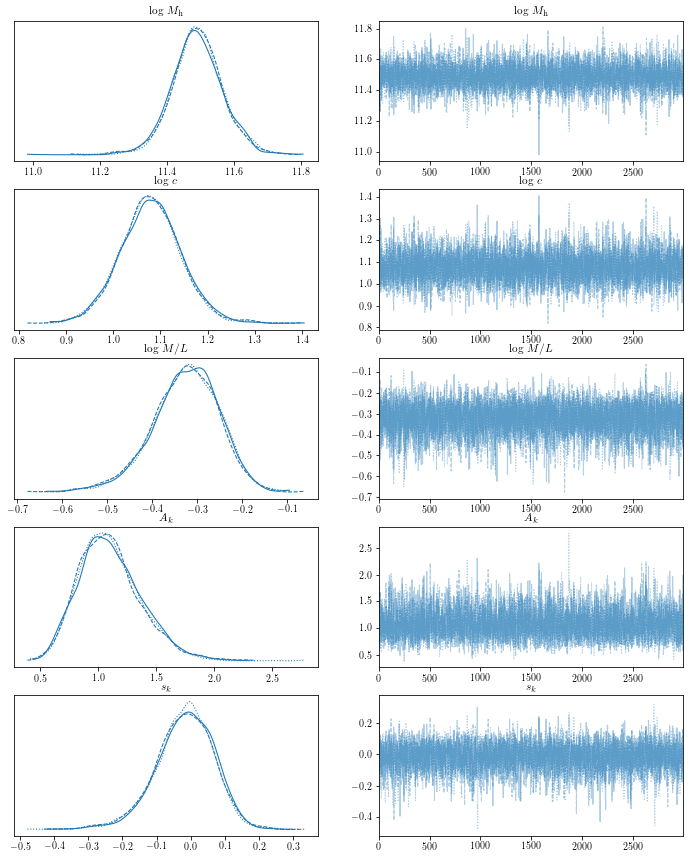 log M_h
log M_h
11.8
11.6
11.4
11.2
11.0
11.0 11.2 11.4 11.6 11.8
0 500 1000 1500 2000 2500
log c
log c
1.4
1.3
1.2
1.1
1.0
0.9
0.8
0.8 0.9 1.0 1.1 1.2 1.3 1.4
0 500 1000 1500 2000 2500
log M/L
log M/L
−0.1
−0.2
−0.3
−0.4
−0.5
−0.6
−0.7
−0.7 −0.6 −0.5 −0.4 −0.3 −0.2 −0.1
0 500 1000 1500 2000 2500
A_k
A_k
2.5
2.0
1.5
1.0
0.5
0.5 1.0 1.5 2.0 2.5
0 500 1000 1500 2000 2500
s_k
s_k
0.2
0.0
−0.2
−0.4
−0.5 −0.4 −0.3 −0.2 −0.1 0.0 0.1 0.2 0.3
0 500 1000 1500 2000 2500